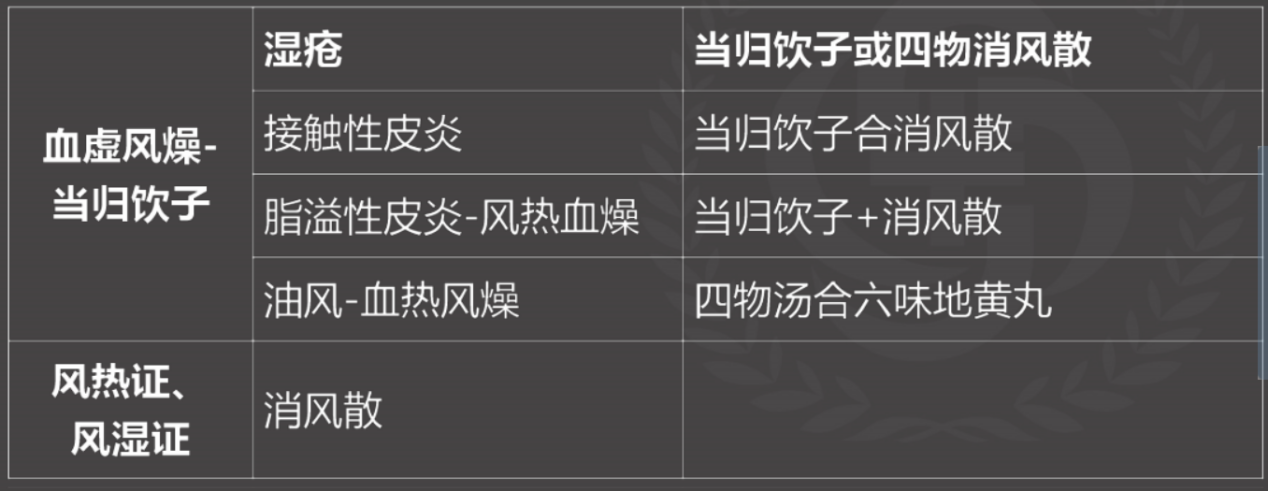 湿疮
当归饮子或四物消风散
血虚风燥-
当归饮子
接触性皮炎
当归饮子合消风散
脂溢性皮炎-风热血燥
当归饮子+消风散
油风-血热风燥
四物汤合六味地黄丸
风热证、
风湿证
消风散